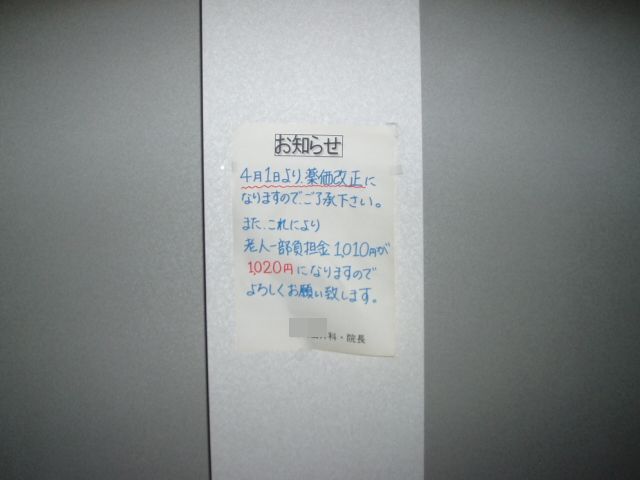 お知らせ
4月1日より、薬価改正に
なりますので、ご了承下さい。
また、これにより
老人一部負担金1,010円が
1,020円になりますので
よろしくお願い致します。
外科・院長